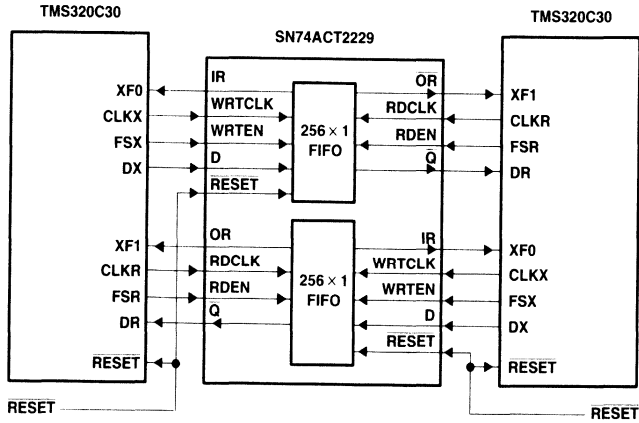 TMS320C30
TMS320C30
SN74ACT2229
XF0
IR
OR
XF1
CLKX
WRTCLK
RDCLK
CLKR
FSX
WRTEN
256 × 1
FIFO
RDEN
FSR
DX
D
Q
DR
RESET
XF1
OR
IR
XF0
CLKR
RDCLK
256 × 1
FIFO
WRTCLK
CLKX
FSR
RDEN
WRTEN
FSX
DR
Q
D
DX
RESET
RESET
RESET
RESET
RESET